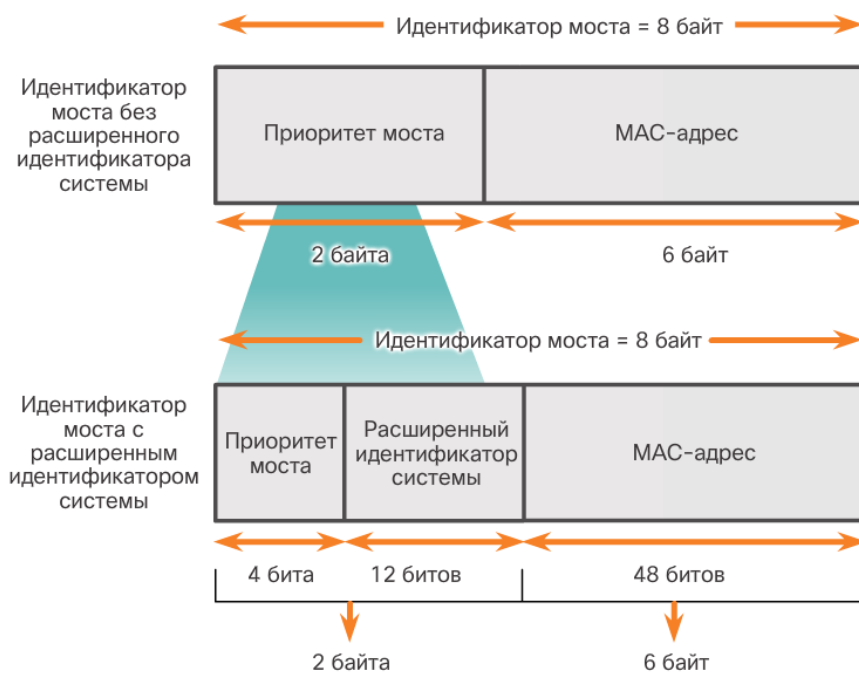 Идентификатор моста = 8 байт
Идентификатор
моста без
расширенного
идентификатора
системы
Приоритет моста
MAC-адрес
2 байта
6 байт
Идентификатор моста = 8 байт
Идентификатор
моста с
расширенным
идентификатором
системы
Приоритет
моста
Расширенный
идентификатор
системы
MAC-адрес
4 бита
12 битов
48 битов
2 байта
6 байт